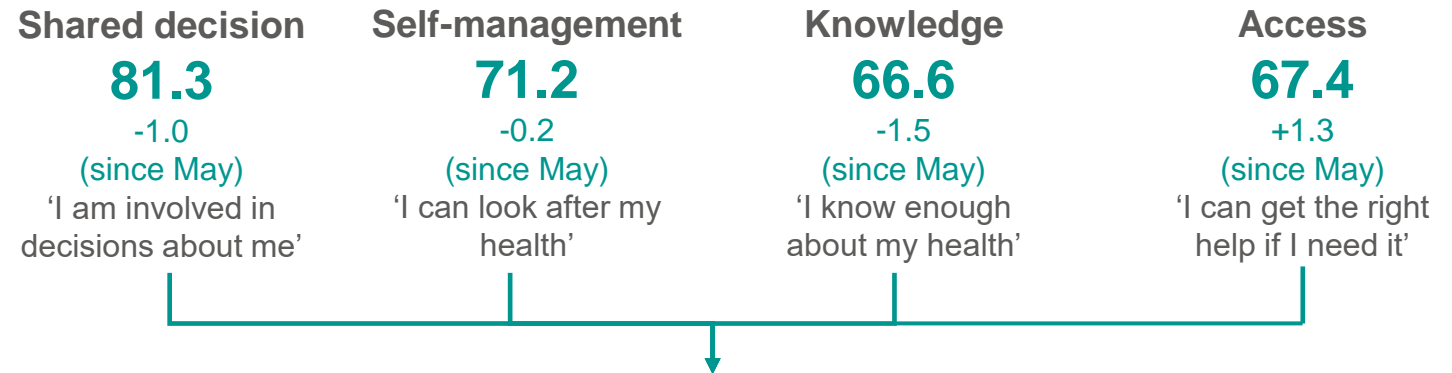 Shared decision
81.3
-1.0
(since May)
‘I am involved in
decisions about me’
Self-management
71.2
-0.2
(since May)
‘I can look after my
health’
Knowledge
66.6
-1.5
(since May)
‘I know enough
about my health’
Access
67.4
+1.3
(since May)
‘I can get the right
help if I need it’